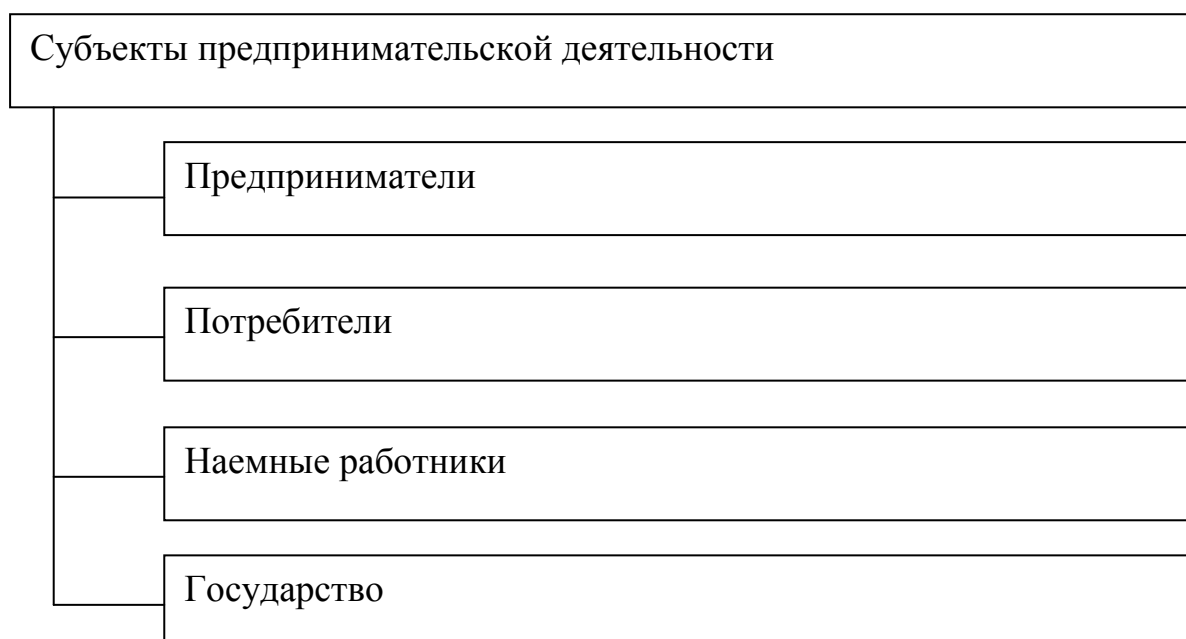 Субъекты предпринимательской деятельности
Предприниматели
Потребители
Наемные работники
Государство